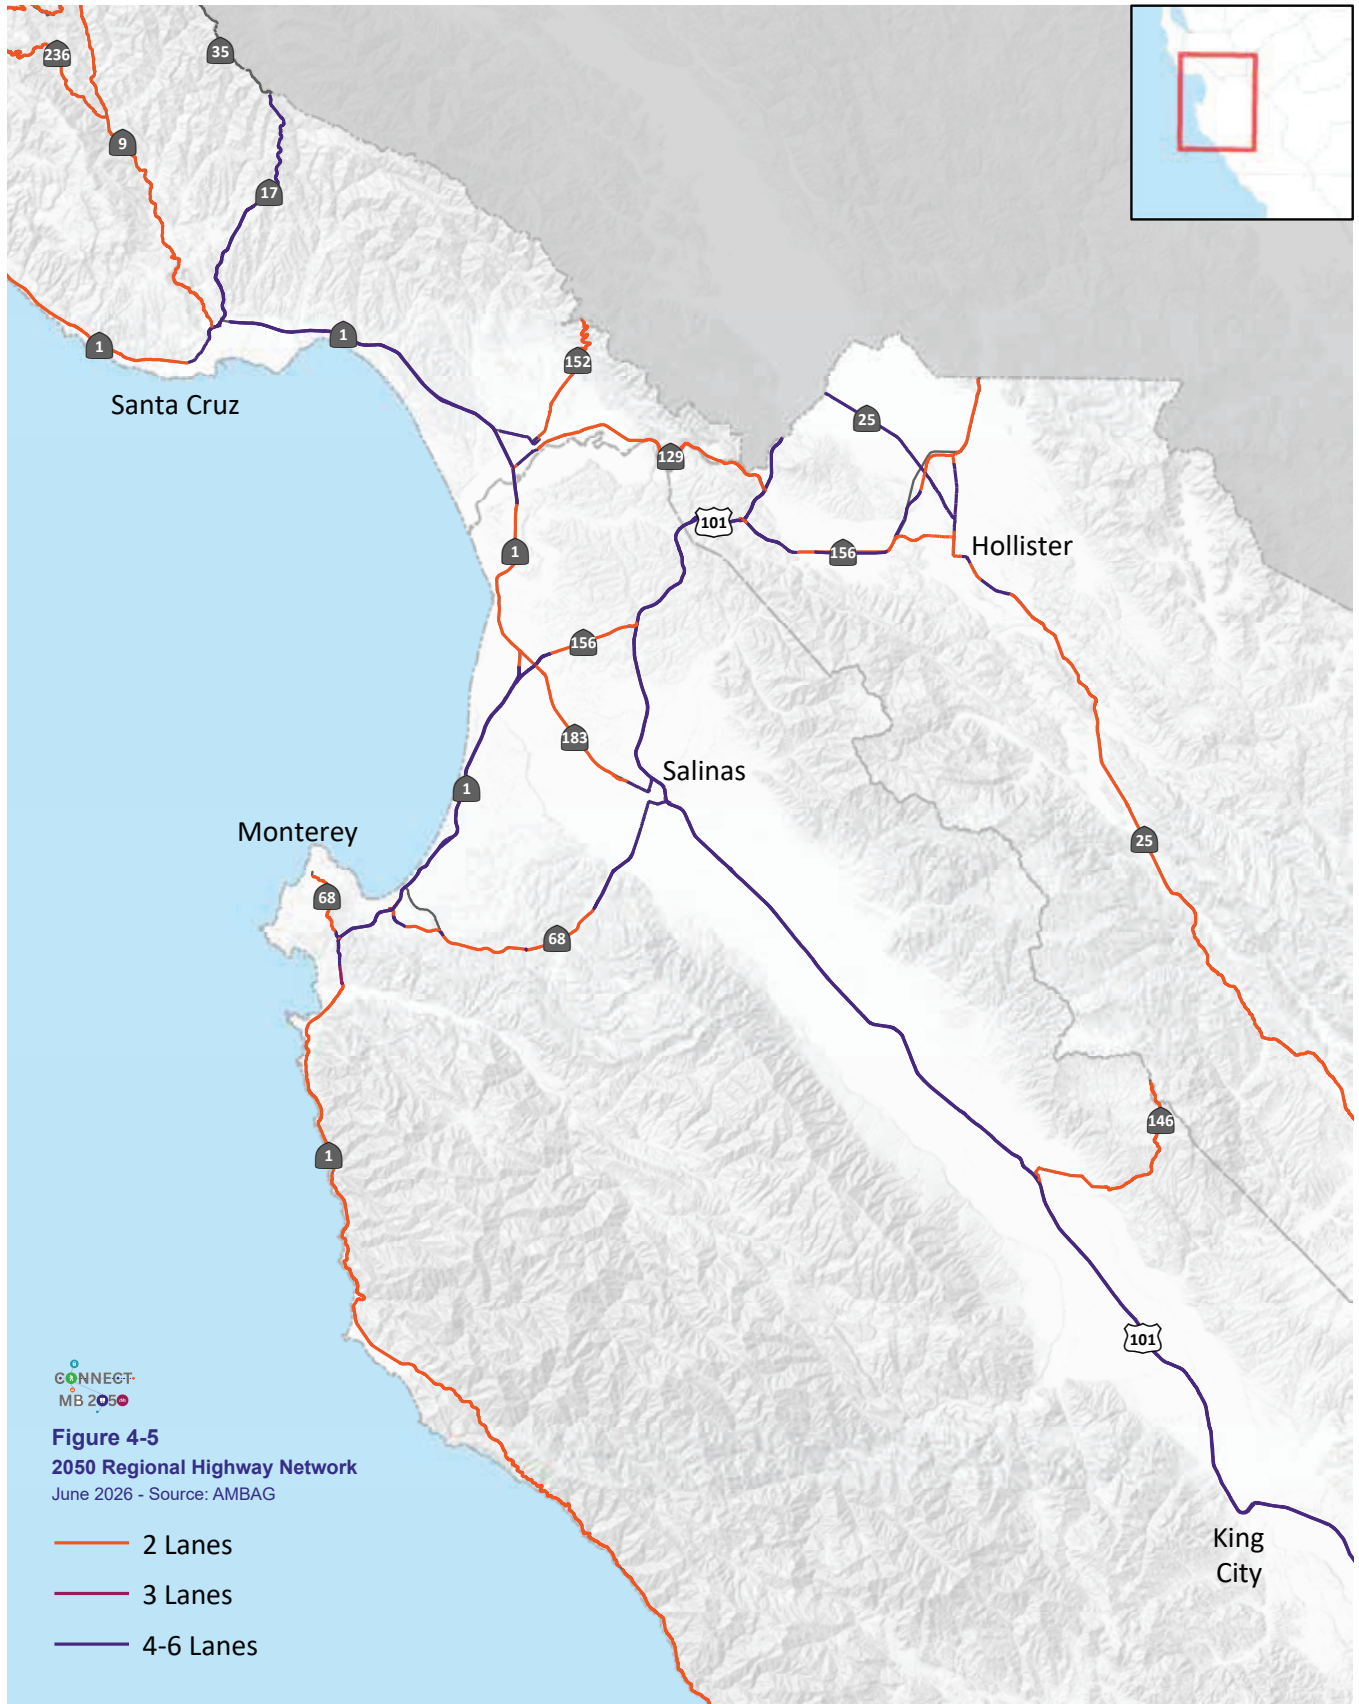 236
35
9
17
1
1
152
Santa Cruz
25
129
101
Hollister
1
156
156
183
Salinas
1
Monterey
25
68
68
146
1
101
CONNECT
MB 2050
Figure 4-5
2050 Regional Highway Network
June 2026 - Source: AMBAG
King
City
2 Lanes
3 Lanes
4-6 Lanes